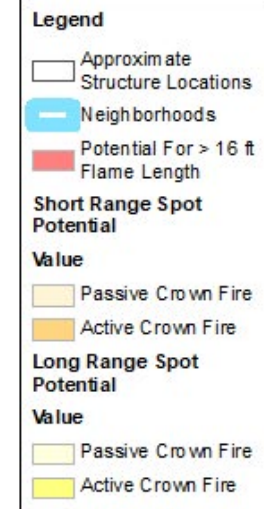 Legend
Approximate
Structure Locations
Neighborhoods
Potential For > 16 ft
Flame Length
Short Range Spot
Potential
Value
Passive Crown Fire
Active Crown Fire
Long Range Spot
Potential
Value
Passive Crown Fire
Active Crown Fire